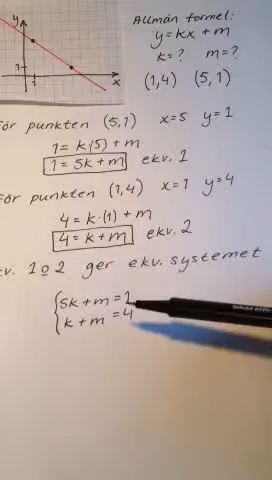 Allmän formel:
y
y = kx + m
k = ? m = ?
(1,4) (5,1)
1
1
x
för punkten (5,1) x=5 y=1
1 = k·(5) + m
1 = 5k + m ekv. 1
för punkten (1,4) x=1 y=4
4 = k·(1) + m
4 = k + m ekv. 2
ekv. 1 o 2 ger ekv. systemet
5k + m = 1
k + m = 4